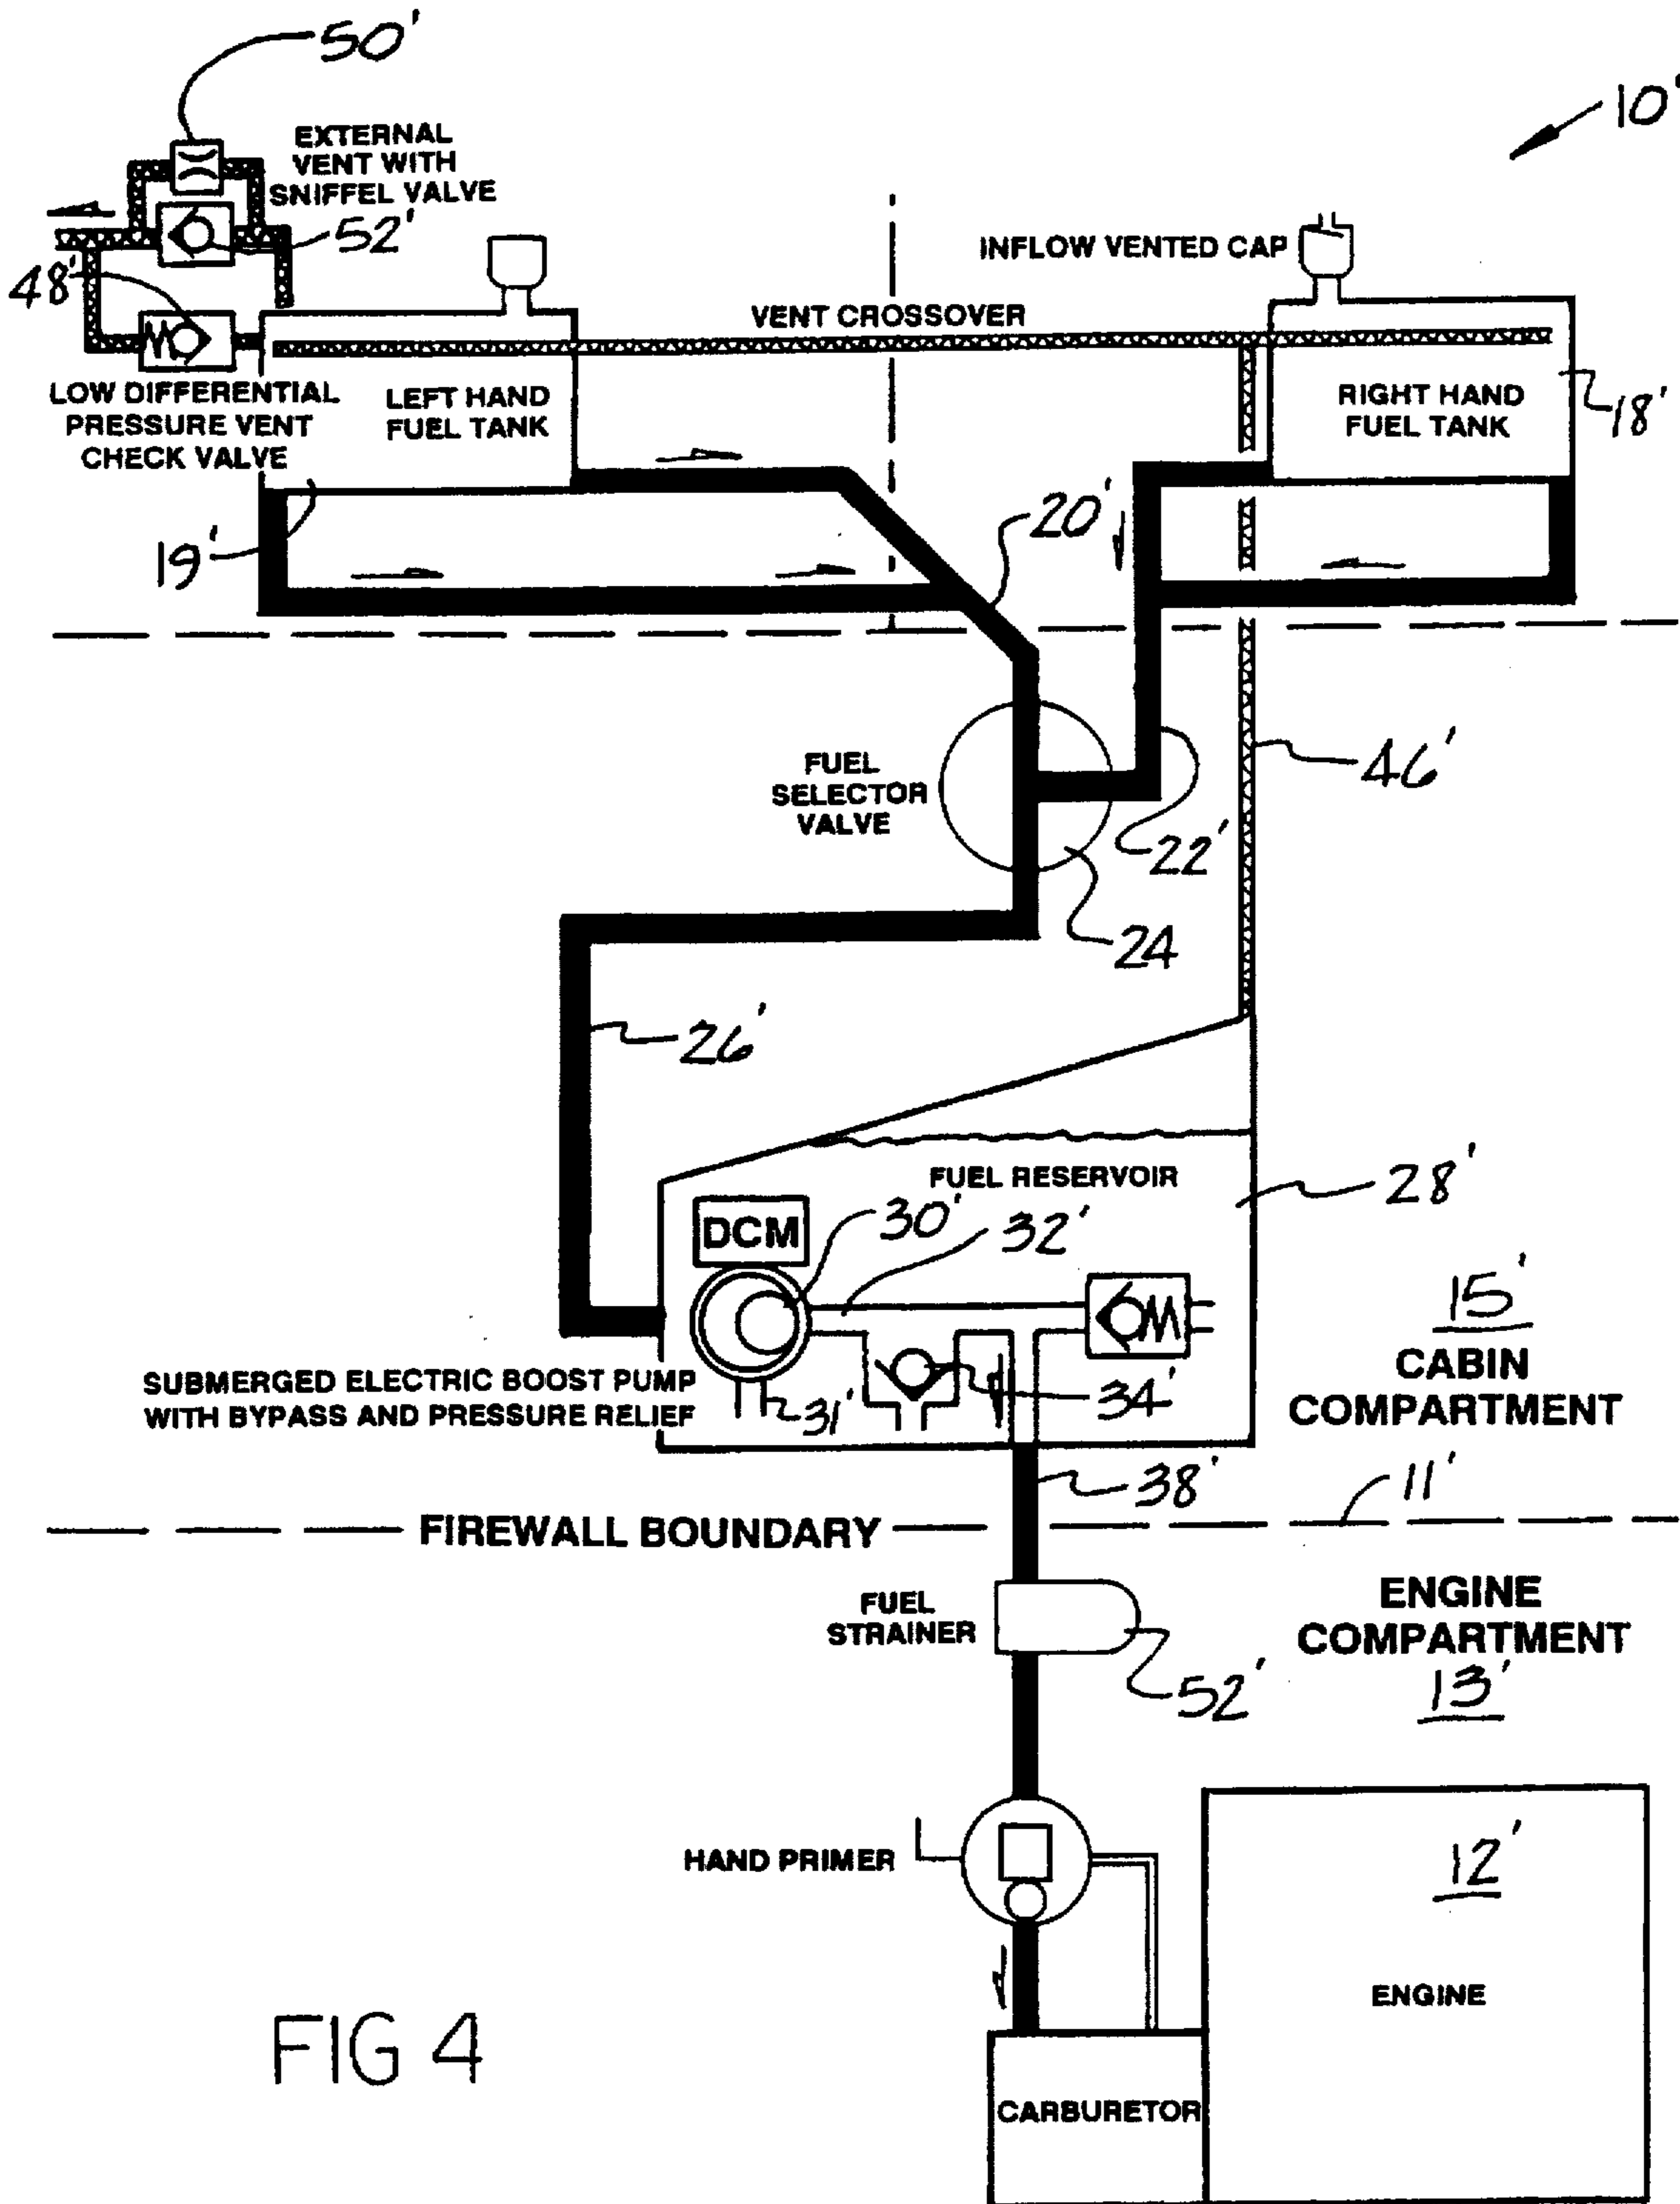 50'
10'
EXTERNAL
VENT WITH
SNIFFEL VALVE
52'
48'
INFLOW VENTED CAP
VENT CROSSOVER
LOW DIFFERENTIAL
PRESSURE VENT
CHECK VALVE
LEFT HAND
FUEL TANK
RIGHT HAND
FUEL TANK
18'
19'
20'
FUEL
SELECTOR
VALVE
46'
22'
24
26'
FUEL RESERVOIR
28'
DCM
30'
32'
15'
CABIN
COMPARTMENT
SUBMERGED ELECTRIC BOOST PUMP
WITH BYPASS AND PRESSURE RELIEF
31'
34'
38'
11'
FIREWALL BOUNDARY
FUEL
STRAINER
52'
ENGINE
COMPARTMENT
13'
HAND PRIMER
12'
ENGINE
CARBURETOR
FIG 4